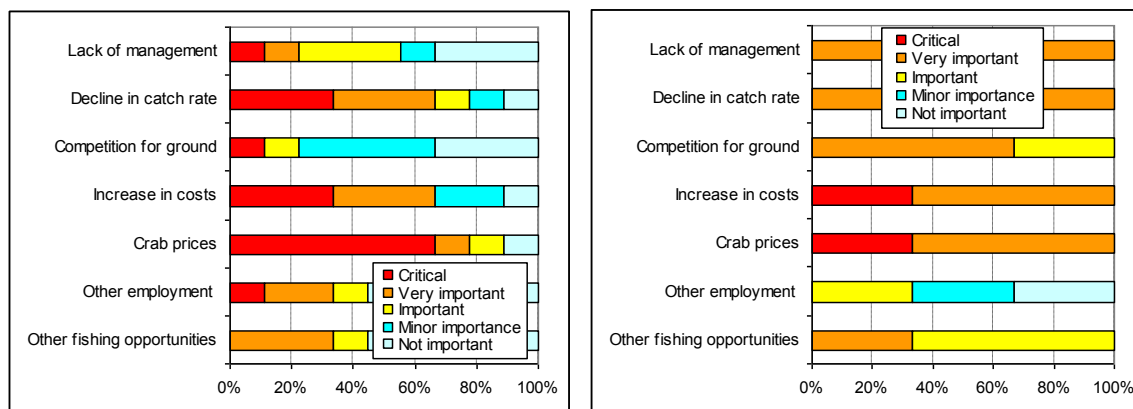 Lack of management
Decline in catch rate
Competition for ground
Increase in costs
Crab prices
Other employment
Other fishing opportunities
Critical
Very important
Important
Minor importance
Not important
0% 20% 40% 60% 80% 100%
Lack of management
Decline in catch rate
Competition for ground
Increase in costs
Crab prices
Other employment
Other fishing opportunities
Critical
Very important
Important
Minor importance
Not important
0% 20% 40% 60% 80% 100%